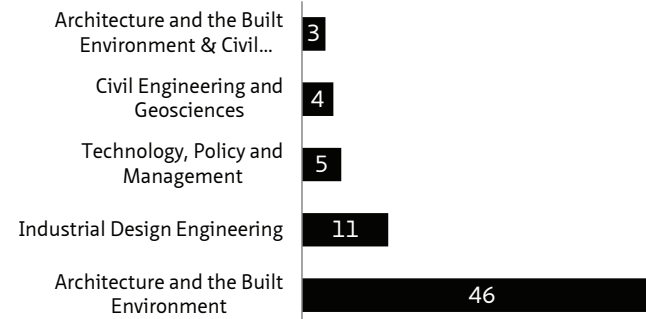 Architecture and the Built
Environment & Civil...
3
Civil Engineering and
Geosciences
4
Technology, Policy and
Management
5
Industrial Design Engineering
11
Architecture and the Built
Environment
46